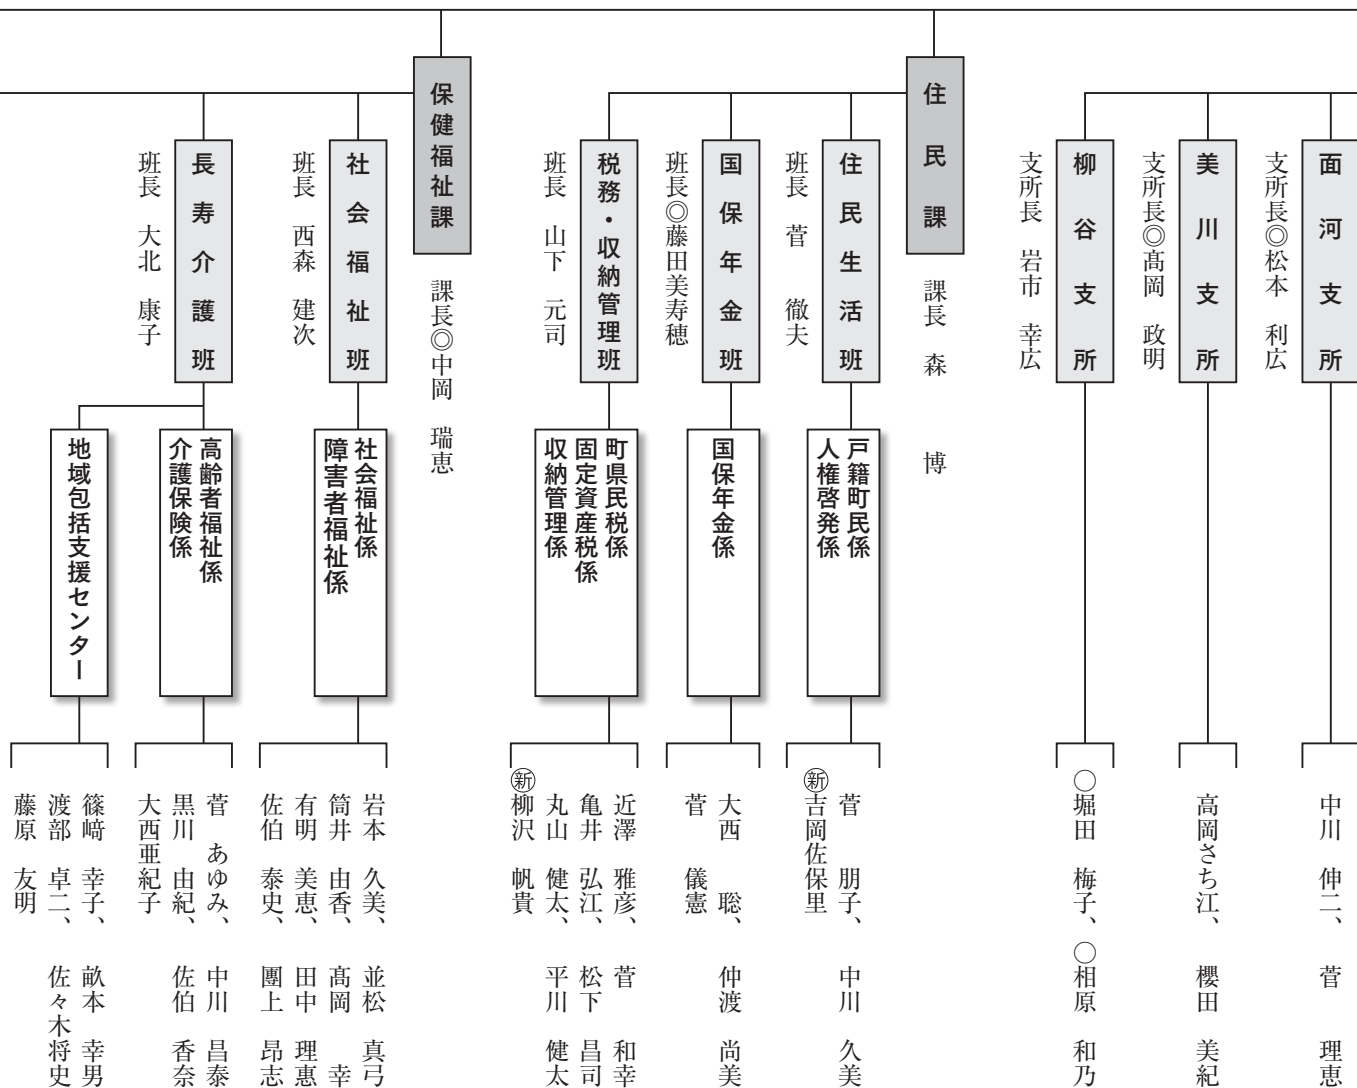 面河支所
支所長◎松本 利広
中川 伸二、 菅 理恵
美川支所
支所長◎髙岡 政明
高岡さち江、 櫻田 美紀
柳谷支所
支所長 岩市 幸広
○堀田 梅子、○相原 和乃
住民課
課長 森 博
住民生活班
班長 菅 徹夫
戸籍町民係
人権啓発係
菅 朋子、 中川 久美
㊟吉岡佐保里
国保年金班
班長◎藤田美寿穂
国保年金係
大西 聡、 仲渡 尚美
菅 儀憲
税務・収納管理班
班長 山下 元司
町県民税係
固定資産税係
収納管理係
近澤 雅彦、 菅 和幸
亀井 弘江、 松下 昌司
丸山 健太、 平川 健太
新柳沢 帆貴
保健福祉課
課長◎中岡 瑞恵
社会福祉班
班長 西森 建次
社会福祉係
障害者福祉係
岩本 久美、 並松 真弓
筒井 由香、 髙岡 幸
有明 美恵、 田中 理惠
佐伯 泰史、 團上 昂志
長寿介護班
班長 大北 康子
高齢者福祉係
介護保険係
菅 あゆみ、 中川 昌泰
黒川 由紀、 佐伯 香奈
大西亜紀子
地域包括支援センター
篠﨑 幸子、 畝本 幸男
渡部 卓二、 佐々木将史
藤原 友明